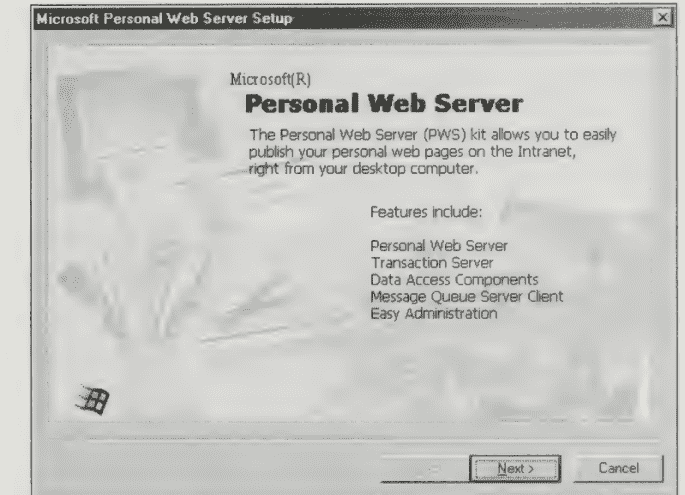 Microsoft Personal Web Server Setup
Microsoft(R)
Personal Web Server
The Personal Web Server (PWS) kit allows you to easily
publish your personal web pages on the Intranet,
right from your desktop computer.
Features include:
Personal Web Server
Transaction Server
Data Access Components
Message Queue Server Client
Easy Administration
Next >
Cancel